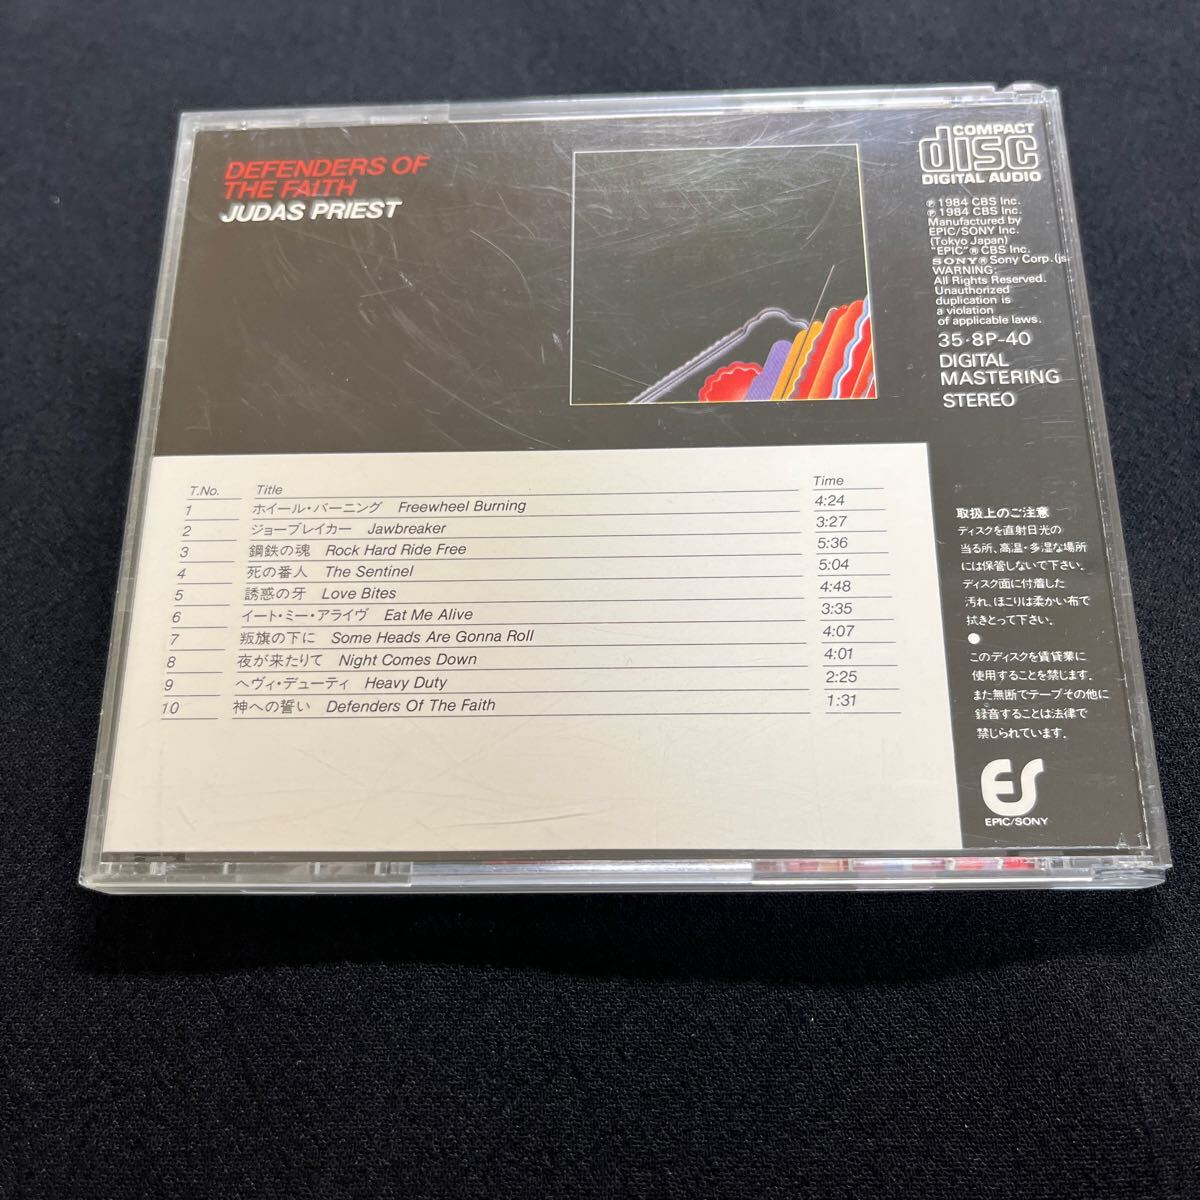 DEFENDERS OF
THE FAITH
JUDAS PRIEST
COMPACT
disc
DIGITAL AUDIO
℗ 1984 CBS Inc.
℗ 1984 CBS Inc.
Manufactured by
EPIC/SONY Inc.
(Tokyo Japan)
"EPIC"® CBS Inc.
SONY® Sony Corp.(js
WARNING:
All Rights Reserved.
Unauthorized
duplication is
a violation
of applicable laws.
35・8P-40
DIGITAL
MASTERING
STEREO
T.No. Title Time
1 ホイール・バーニング Freewheel Burning 4:24
2 ジョーブレイカー Jawbreaker 3:27
3 鋼鉄の魂 Rock Hard Ride Free 5:36
4 死の番人 The Sentinel 5:04
5 誘惑の牙 Love Bites 4:48
6 イート・ミー・アライヴ Eat Me Alive 3:35
7 叛旗の下に Some Heads Are Gonna Roll 4:07
8 夜が来たりて Night Comes Down 4:01
9 ヘヴィ・デューティ Heavy Duty 2:25
10 神への誓い Defenders Of The Faith 1:31
取扱上のご注意
ディスクを直射日光の
当る所、高温・多湿な場所
には保管しないで下さい。
ディスク面に付着した
汚れ、ほこりは柔かい布で
拭きとって下さい。
●
このディスクを賃貸業に
使用することを禁じます。
また無断でテープその他に
録音することは法律で
禁じられています。
ES
EPIC/SONY